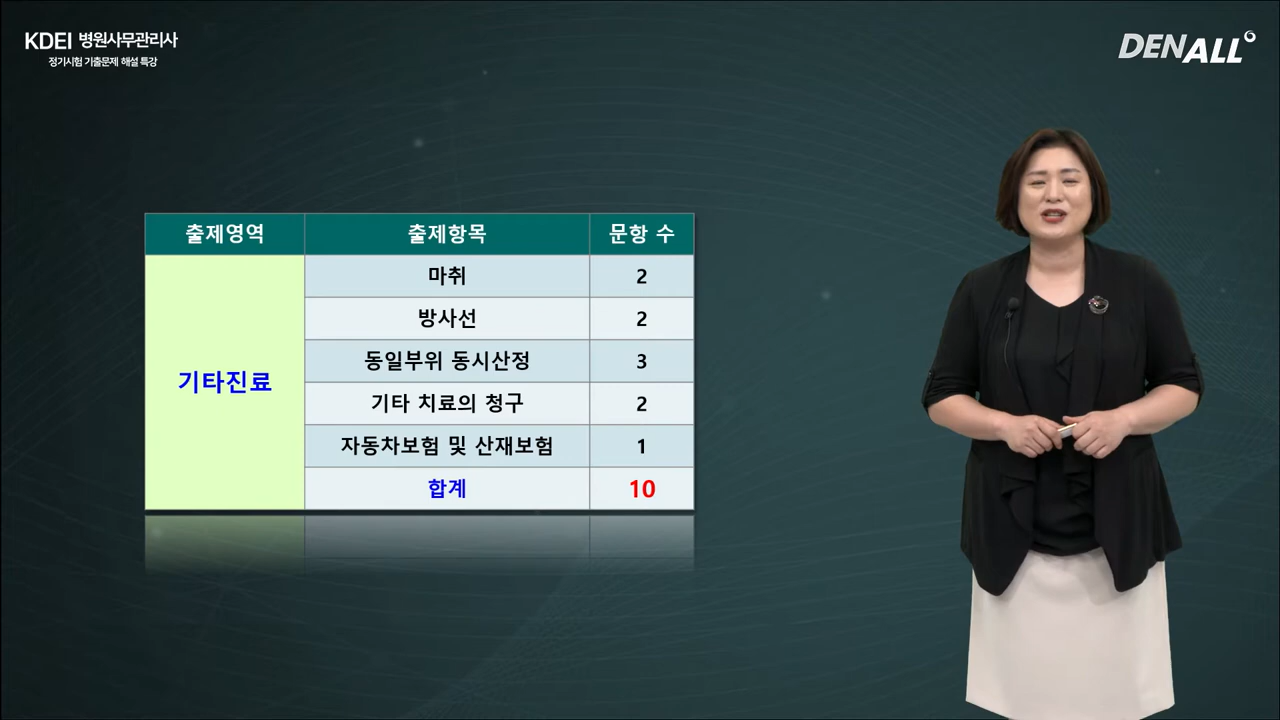 KDEI 병원사무관리사
정기시험 기출문제 해설 특강
DENALL
출제영역 출제항목 문항 수
기타진료
마취 2
방사선 2
동일부위 동시산정 3
기타 치료의 청구 2
자동차보험 및 산재보험 1
합계 10